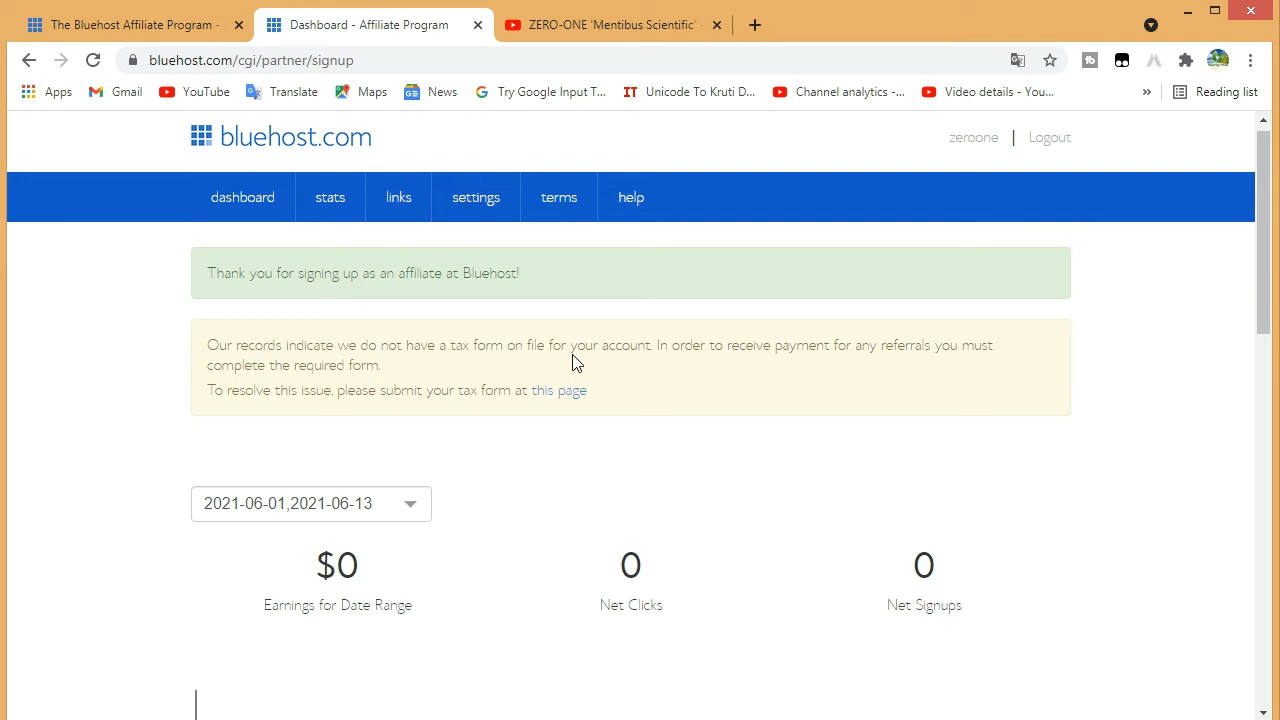 The Bluehost Affiliate Program -
Dashboard - Affiliate Program
ZERO-ONE 'Mentibus Scientific' -
bluehost.com/cgi/partner/signup
Apps
Gmail
YouTube
Translate
Maps
News
Try Google Input T...
Unicode To Kruti D...
Channel analytics -...
Video details - You...
»
Reading list
bluehost.com
zeroone | Logout
dashboard
stats
links
settings
terms
help
Thank you for signing up as an affiliate at Bluehost!
Our records indicate we do not have a tax form on file for your account. In order to receive payment for any referrals you must
complete the required form.
To resolve this issue, please submit your tax form at this page
2021-06-01,2021-06-13
$0
0
0
Earnings for Date Range
Net Clicks
Net Signups